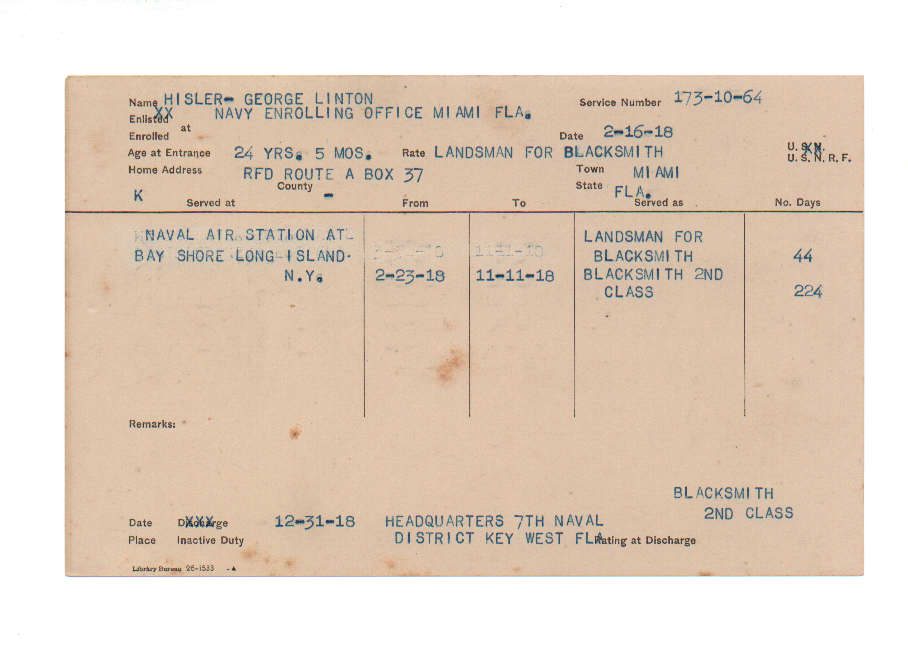 Name HISLER- GEORGE LINTON Service Number 173-10-64
Enlisted XX at NAVY ENROLLING OFFICE MIAMI FLA.
Enrolled Date 2-16-18
Age at Entrance 24 YRS. 5 MOS. Rate LANDSMAN FOR BLACKSMITH U.S.N. XX
U.S.N.R.F.
Home Address RFD ROUTE A BOX 37 Town MIAMI
K County - State FLA.
Served at From To Served as No. Days
NAVAL AIR STATION AT LANDSMAN FOR
BAY SHORE LONG ISLAND- BLACKSMITH 44
N.Y. 2-23-18 11-11-18 BLACKSMITH 2ND
CLASS 224
Remarks:
BLACKSMITH
2ND CLASS
Date Discharge XXX 12-31-18 HEADQUARTERS 7TH NAVAL
Place Inactive Duty DISTRICT KEY WEST FLA Rating at Discharge
Library Bureau 26-1533 -A